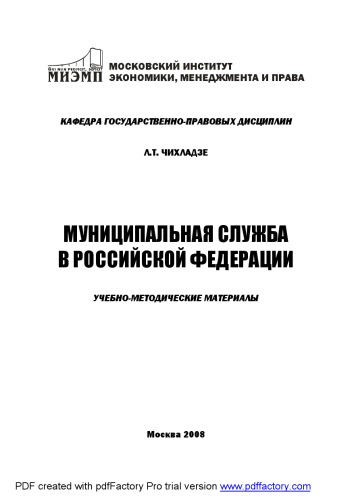 МИЭМП
МОСКОВСКИЙ ИНСТИТУТ
ЭКОНОМИКИ, МЕНЕДЖМЕНТА И ПРАВА
КАФЕДРА ГОСУДАРСТВЕННО-ПРАВОВЫХ ДИСЦИПЛИН
Л.Т. ЧИХЛАДЗЕ
МУНИЦИПАЛЬНАЯ СЛУЖБА
В РОССИЙСКОЙ ФЕДЕРАЦИИ
УЧЕБНО-МЕТОДИЧЕСКИЕ МАТЕРИАЛЫ
Москва 2008
PDF created with pdfFactory Pro trial version www.pdffactory.com